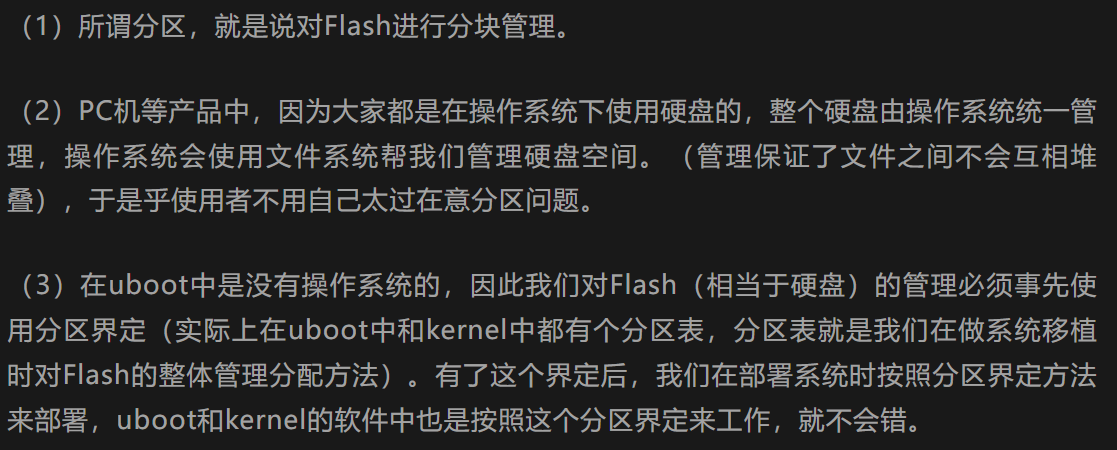 （1）所谓分区，就是说对Flash进行分块管理。
（2）PC机等产品中，因为大家都是在操作系统下使用硬盘的，整个硬盘由操作系统统一管
理，操作系统会使用文件系统帮我们管理硬盘空间。（管理保证了文件之间不会互相堆
叠），于是乎使用者不用自己太过在意分区问题。
（3）在uboot中是没有操作系统的，因此我们对Flash（相当于硬盘）的管理必须事先使
用分区界定（实际上在uboot中和kernel中都有个分区表，分区表就是我们在做系统移植
时对Flash的整体管理分配方法）。有了这个界定后，我们在部署系统时按照分区界定方法
来部署，uboot和kernel的软件中也是按照这个分区界定来工作，就不会错。